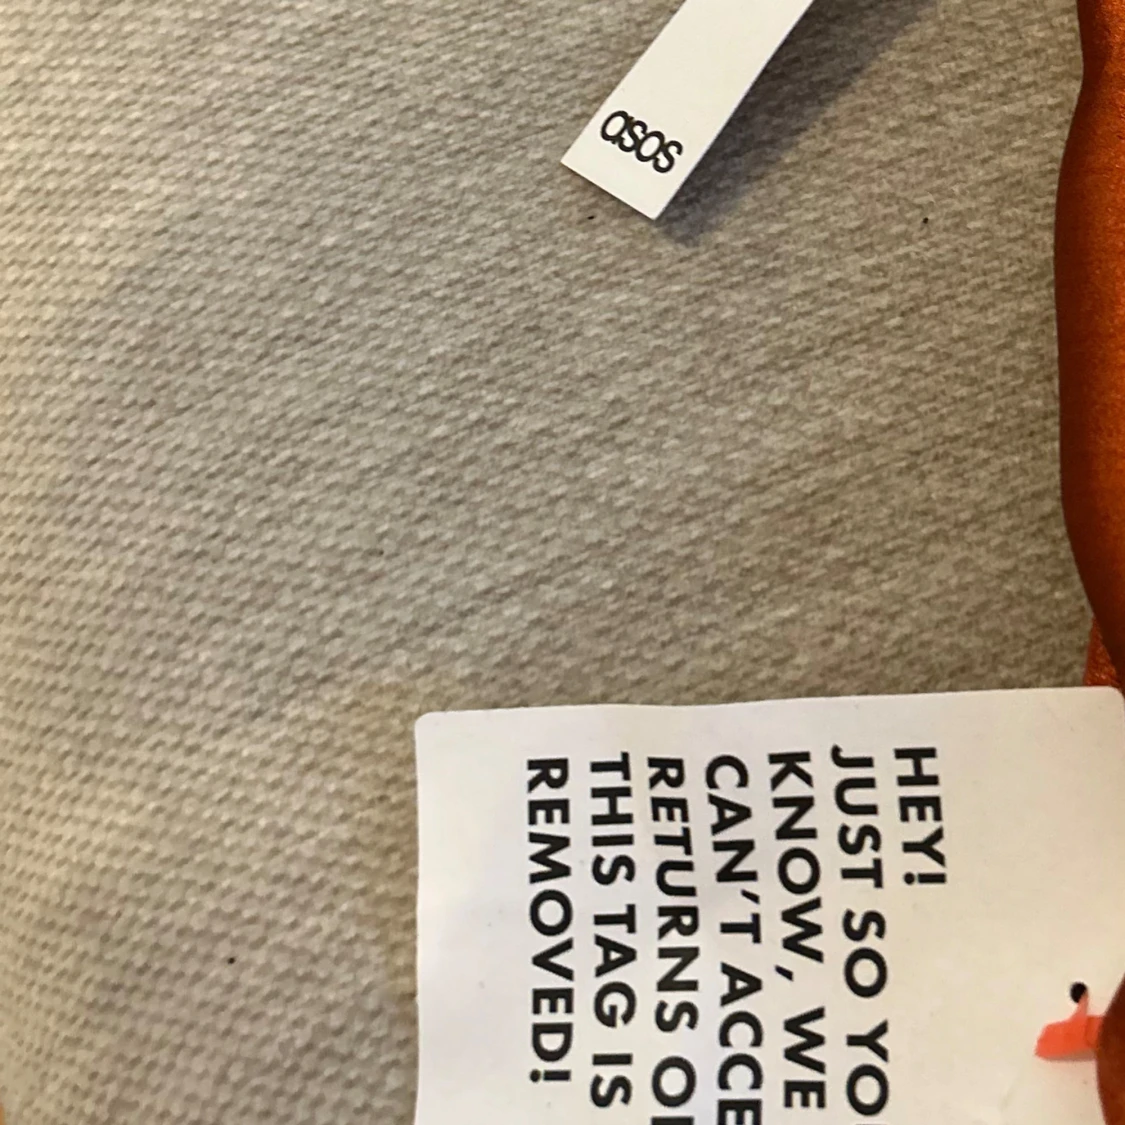 asos
HEY!
JUST SO
KNOW, WE
CAN'T
RETURNS
THIS TAG IS
REMOVED!